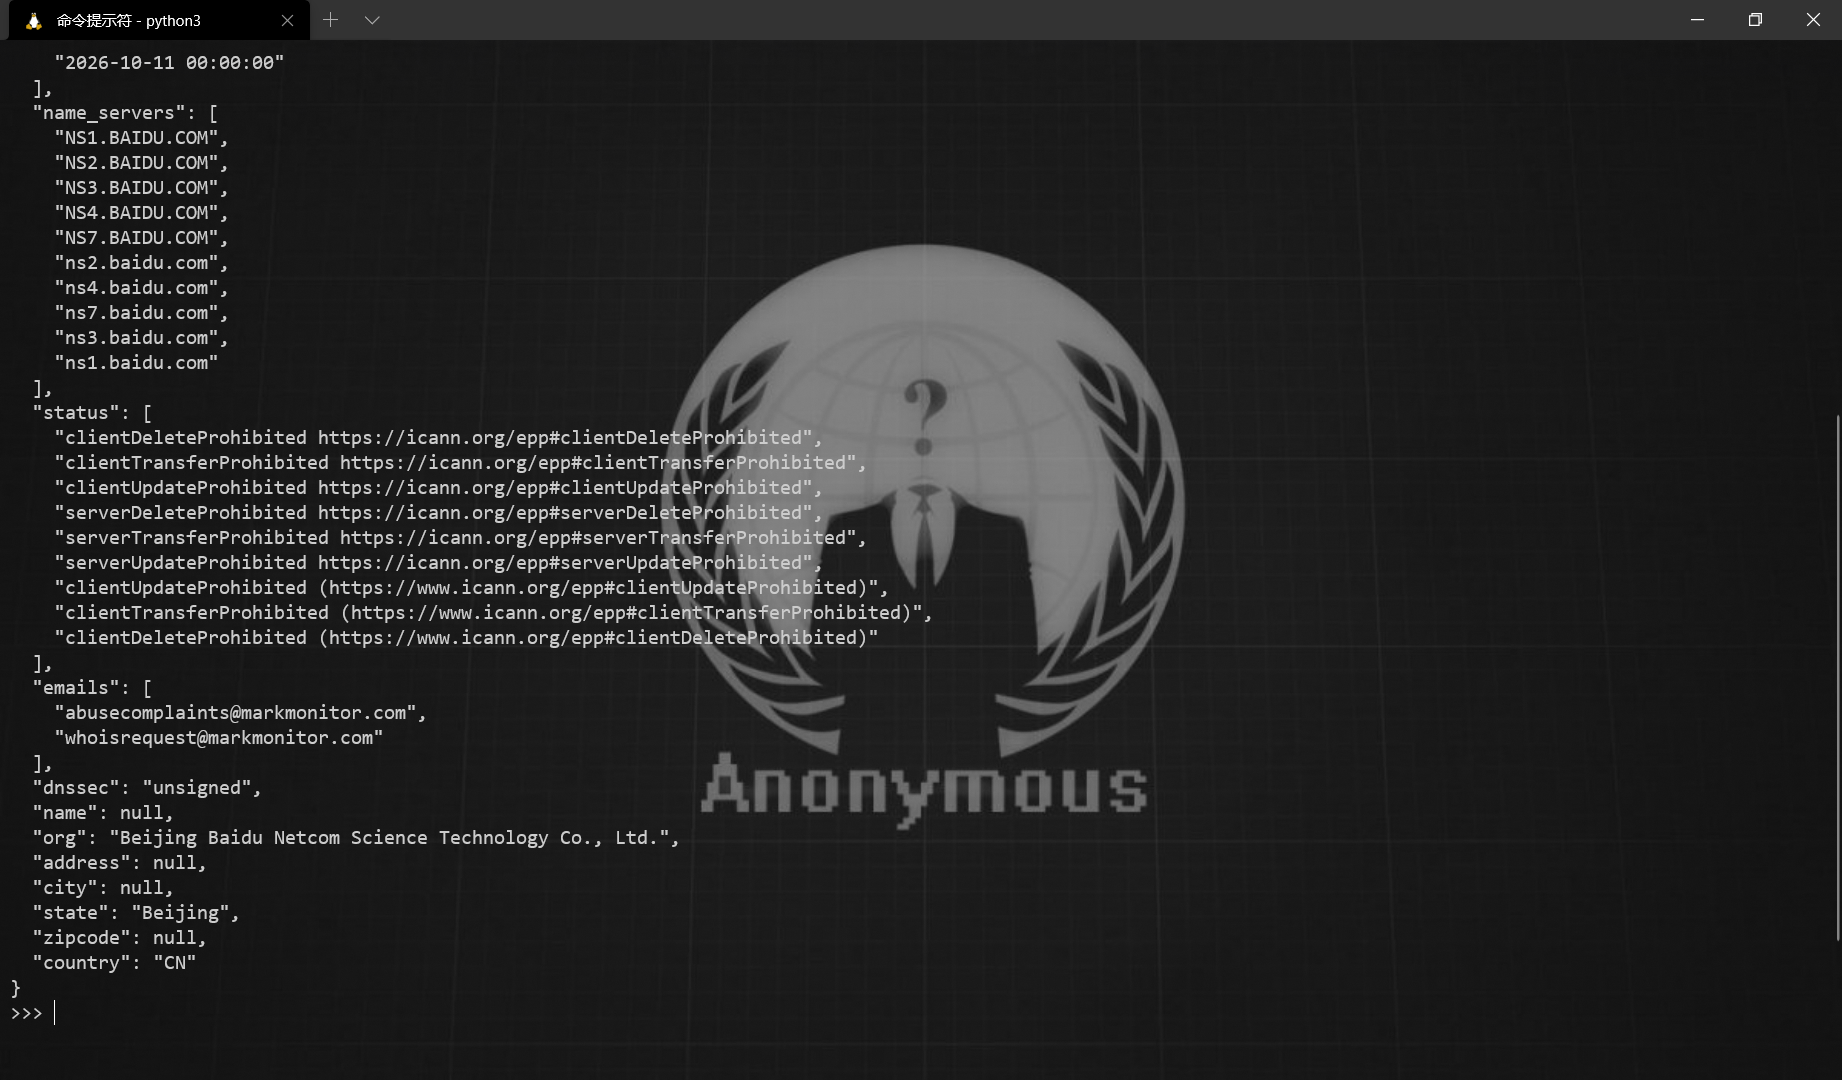 命令提示符 - python3
    "2026-10-11 00:00:00"
  ],
  "name_servers": [
    "NS1.BAIDU.COM",
    "NS2.BAIDU.COM",
    "NS3.BAIDU.COM",
    "NS4.BAIDU.COM",
    "NS7.BAIDU.COM",
    "ns2.baidu.com",
    "ns4.baidu.com",
    "ns7.baidu.com",
    "ns3.baidu.com",
    "ns1.baidu.com"
  ],
  "status": [
    "clientDeleteProhibited https://icann.org/epp#clientDeleteProhibited",
    "clientTransferProhibited https://icann.org/epp#clientTransferProhibited",
    "clientUpdateProhibited https://icann.org/epp#clientUpdateProhibited",
    "serverDeleteProhibited https://icann.org/epp#serverDeleteProhibited",
    "serverTransferProhibited https://icann.org/epp#serverTransferProhibited",
    "serverUpdateProhibited https://icann.org/epp#serverUpdateProhibited",
    "clientUpdateProhibited (https://www.icann.org/epp#clientUpdateProhibited)",
    "clientTransferProhibited (https://www.icann.org/epp#clientTransferProhibited)",
    "clientDeleteProhibited (https://www.icann.org/epp#clientDeleteProhibited)"
  ],
  "emails": [
    "abusecomplaints@markmonitor.com",
    "whoisrequest@markmonitor.com"
  ],
  "dnssec": "unsigned",
  "name": null,
  "org": "Beijing Baidu Netcom Science Technology Co., Ltd.",
  "address": null,
  "city": null,
  "state": "Beijing",
  "zipcode": null,
  "country": "CN"
}
>>>
?
Anonymous